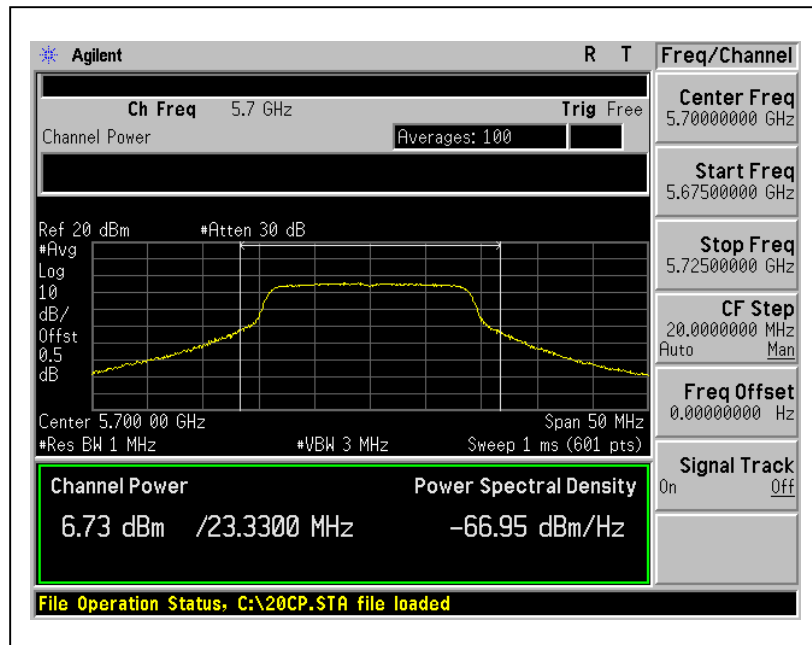 Agilent R T
Freq/Channel
Ch Freq 5.7 GHz Trig Free
Channel Power Averages: 100
Center Freq
5.70000000 GHz
Start Freq
5.67500000 GHz
Stop Freq
5.72500000 GHz
CF Step
20.0000000 MHz
Auto Man
Freq Offset
0.00000000 Hz
Signal Track
On Off
Ref 20 dBm #Atten 30 dB
#Avg
Log
10
dB/
Offst
0.5
dB
Center 5.700 00 GHz Span 50 MHz
#Res BW 1 MHz #VBW 3 MHz Sweep 1 ms (601 pts)
Channel Power Power Spectral Density
6.73 dBm /23.3300 MHz -66.95 dBm/Hz
File Operation Status, C:\20CP.STA file loaded